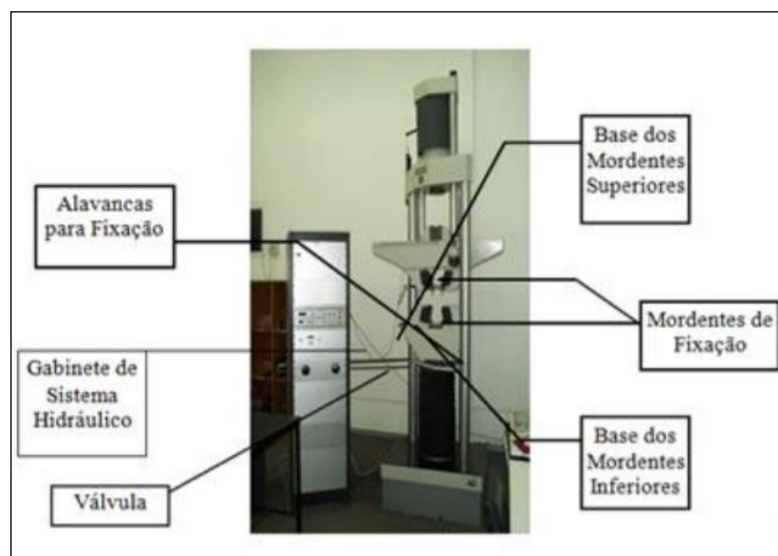 Base dos
Mordentes
Superiores
Alavancas
para Fixação
Mordentes de
Fixação
Gabinete de
Sistema
Hidráulico
Base dos
Mordentes
Inferiores
Válvula